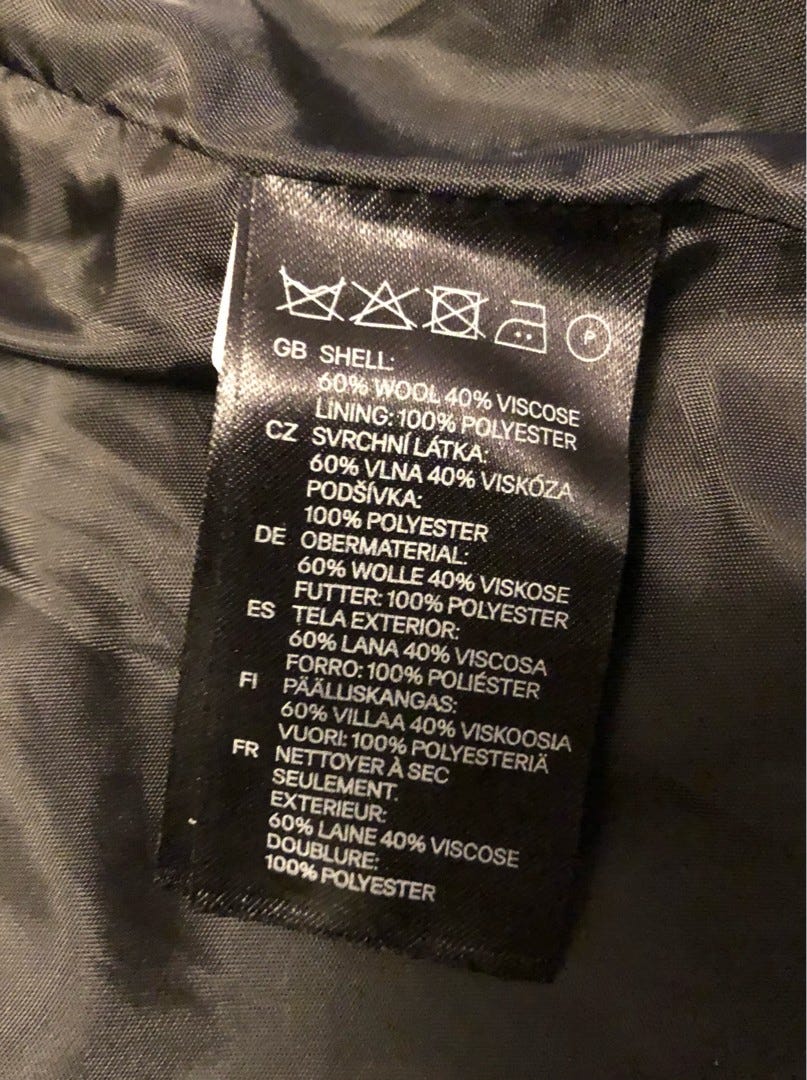 P
GB SHELL:
60% WOOL 40% VISCOSE
LINING: 100% POLYESTER
CZ SVRCHNÍ LÁTKA:
60% VLNA 40% VISKÓZA
PODŠÍVKA:
100% POLYESTER
DE OBERMATERIAL:
60% WOLLE 40% VISKOSE
FUTTER: 100% POLYESTER
ES TELA EXTERIOR:
60% LANA 40% VISCOSA
FORRO: 100% POLIÉSTER
FI PÄÄLLISKANGAS:
60% VILLAA 40% VISKOOSIA
VUORI: 100% POLYESTERIÄ
FR NETTOYER À SEC
SEULEMENT.
EXTERIEUR:
60% LAINE 40% VISCOSE
DOUBLURE:
100% POLYESTER